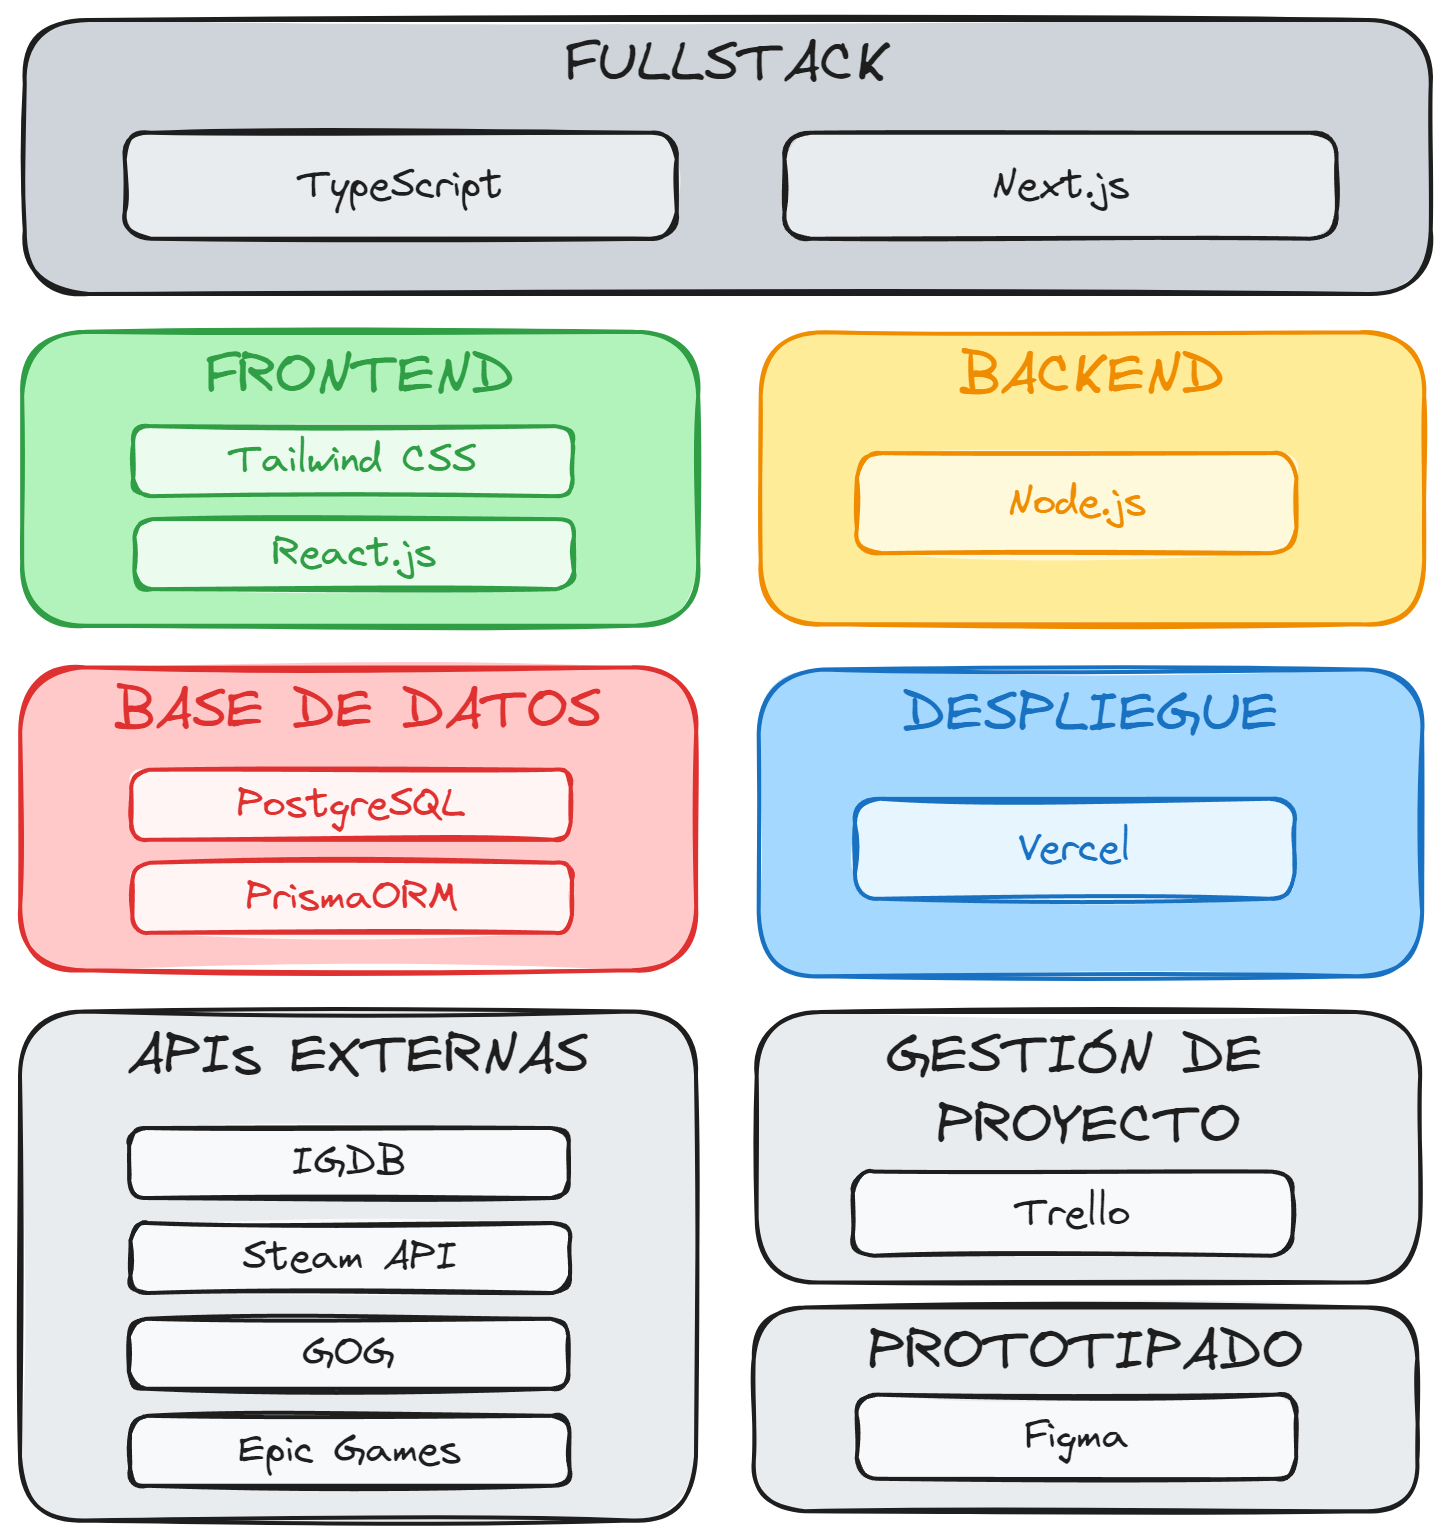 FULLSTACK
TypeScript
Next.js
FRONTEND
Tailwind CSS
React.js
BACKEND
Node.js
BASE DE DATOS
PostgreSQL
PrismaORM
DESPLIEGUE
Vercel
APIs EXTERNAS
IGDB
Steam API
GOG
Epic Games
GESTIÓN DE
PROYECTO
Trello
PROTOTIPADO
Figma